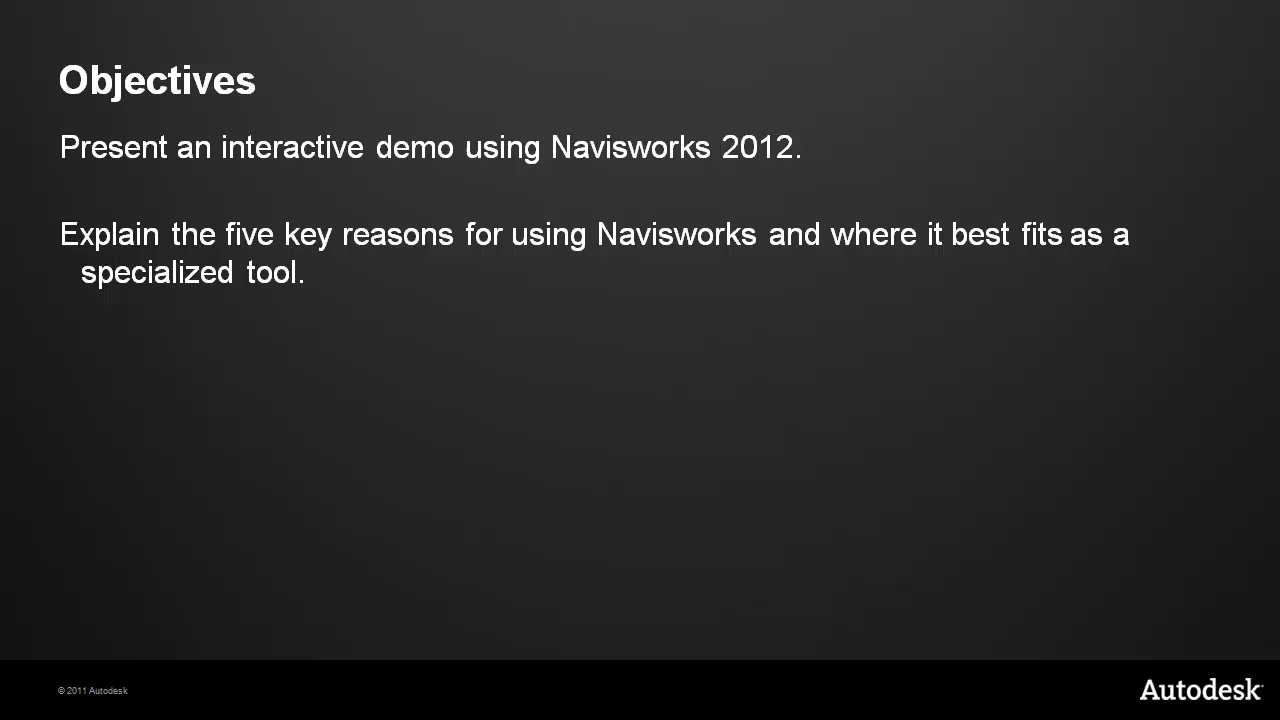 Objectives
Present an interactive demo using Navisworks 2012.
Explain the five key reasons for using Navisworks and where it best fits as a
specialized tool.
© 2011 Autodesk
Autodesk